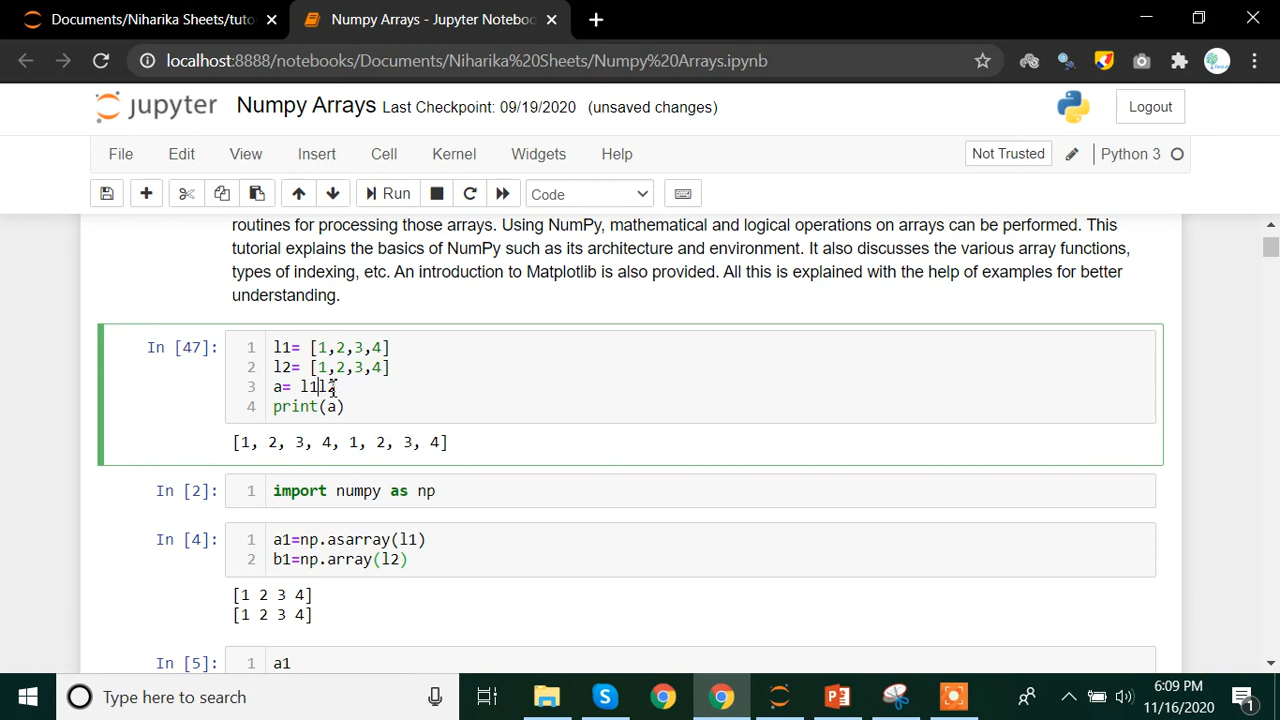 Documents/Niharika Sheets/tuto
Numpy Arrays - Jupyter Noteboo
localhost:8888/notebooks/Documents/Niharika%20Sheets/Numpy%20Arrays.ipynb
jupyter Numpy Arrays Last Checkpoint: 09/19/2020 (unsaved changes)
Logout
File Edit View Insert Cell Kernel Widgets Help
Not Trusted
Python 3
Run
Code
routines for processing those arrays. Using NumPy, mathematical and logical operations on arrays can be performed. This
tutorial explains the basics of NumPy such as its architecture and environment. It also discusses the various array functions,
types of indexing, etc. An introduction to Matplotlib is also provided. All this is explained with the help of examples for better
understanding.
In [47]:
1 l1= [1,2,3,4]
2 l2= [1,2,3,4]
3 a= l1l2
4 print(a)
[1, 2, 3, 4, 1, 2, 3, 4]
In [2]:
1 import numpy as np
In [4]:
1 a1=np.asarray(l1)
2 b1=np.array(l2)
[1 2 3 4]
[1 2 3 4]
In [5]:
1 a1
Type here to search
6:09 PM
11/16/2020
1